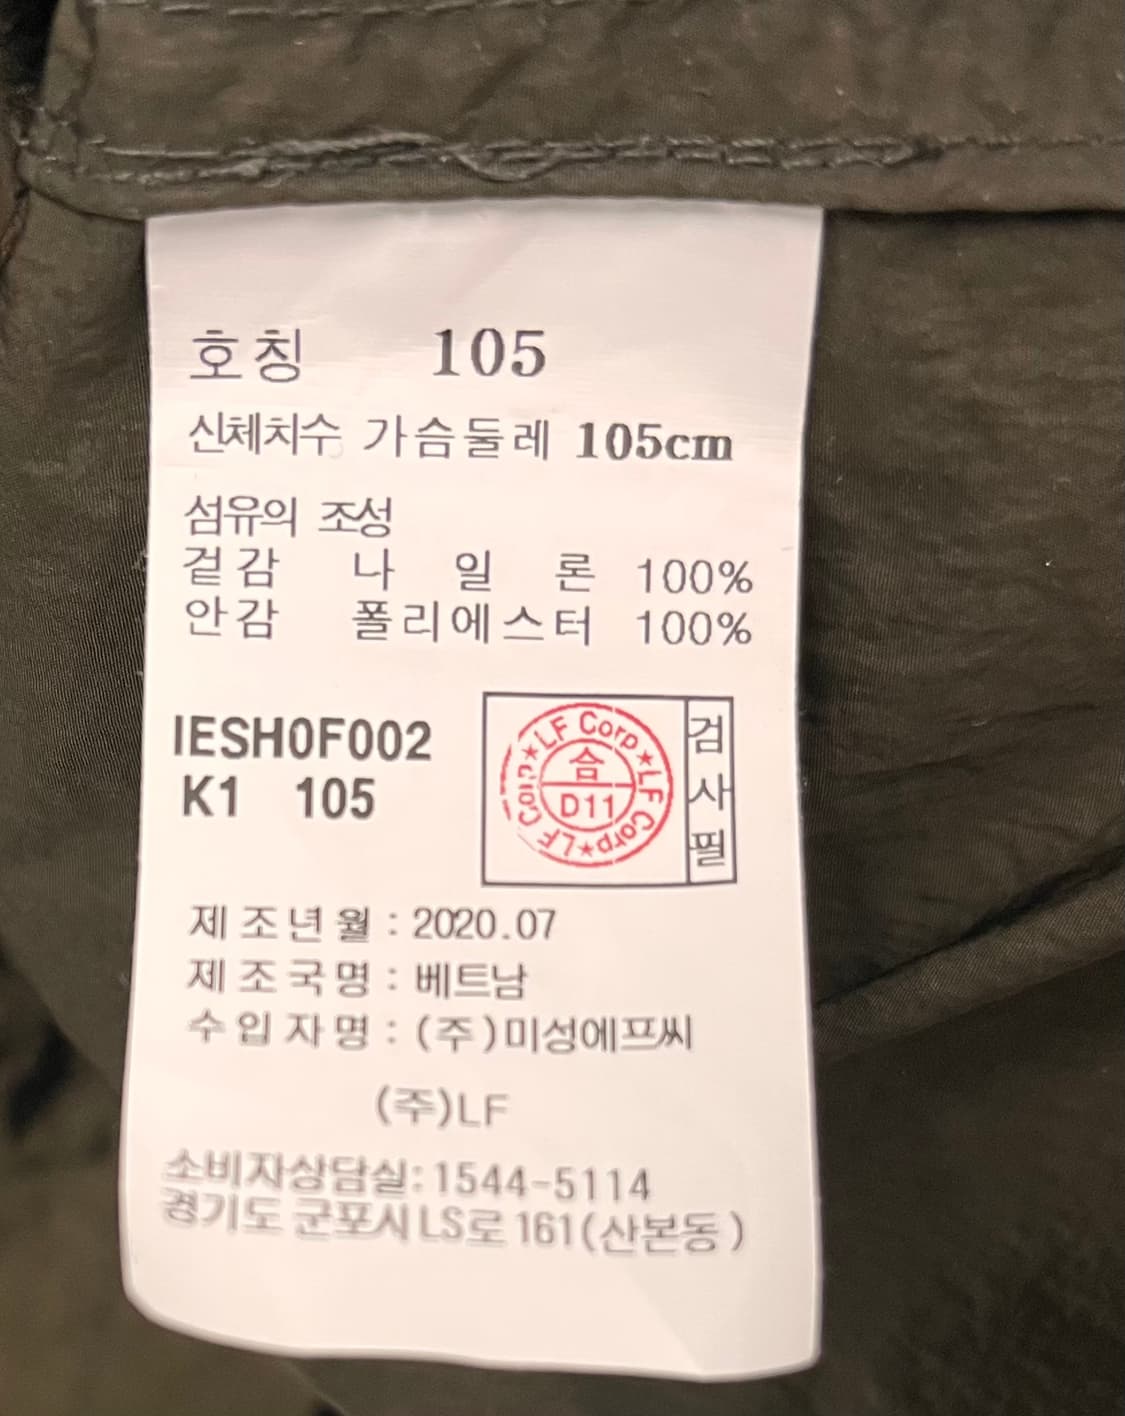 호칭 105
신체치수 가슴둘레 105cm
섬유의 조성
겉감 나일론 100%
안감 폴리에스터 100%
IESH0F002
K1 105
LF Corp★LF Corp★LF Corp★
合
D11
검사필
제조년월 : 2020.07
제조국명 : 베트남
수입자명 : (주)미성에프씨
(주)LF
소비자상담실:1544-5114
경기도 군포시 LS로 161(산본동)